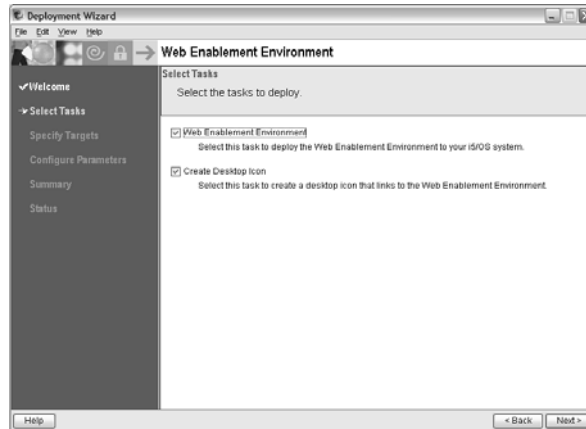 Deployment Wizard
File Edit View Help
Web Enablement Environment
Welcome
Select Tasks
Specify Targets
Configure Parameters
Summary
Status
Select Tasks
Select the tasks to deploy.
Web Enablement Environment
Select this task to deploy the Web Enablement Environment to your i5/OS system.
Create Desktop Icon
Select this task to create a desktop icon that links to the Web Enablement Environment.
Help
< Back
Next >